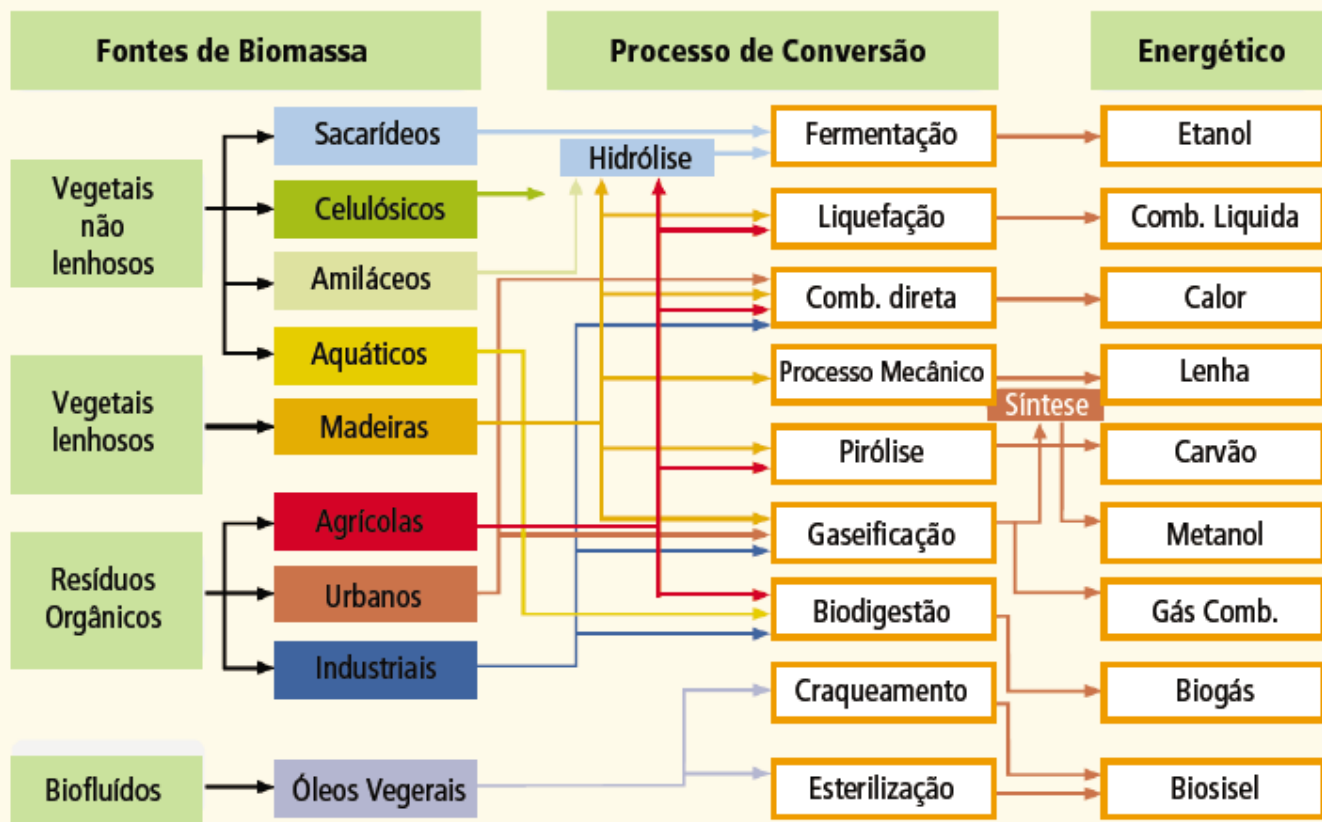 Fontes de Biomassa
Processo de Conversão
Energético
Vegetais
não
lenhosos
Vegetais
lenhosos
Resíduos
Orgânicos
Biofluídos
Sacarídeos
Celulósicos
Amiláceos
Aquáticos
Madeiras
Agrícolas
Urbanos
Industriais
Óleos Vegerais
Hidrólise
Fermentação
Liquefação
Comb. direta
Processo Mecânico
Pirólise
Gaseificação
Biodigestão
Craqueamento
Esterilização
Síntese
Etanol
Comb. Liquida
Calor
Lenha
Carvão
Metanol
Gás Comb.
Biogás
Biosisel